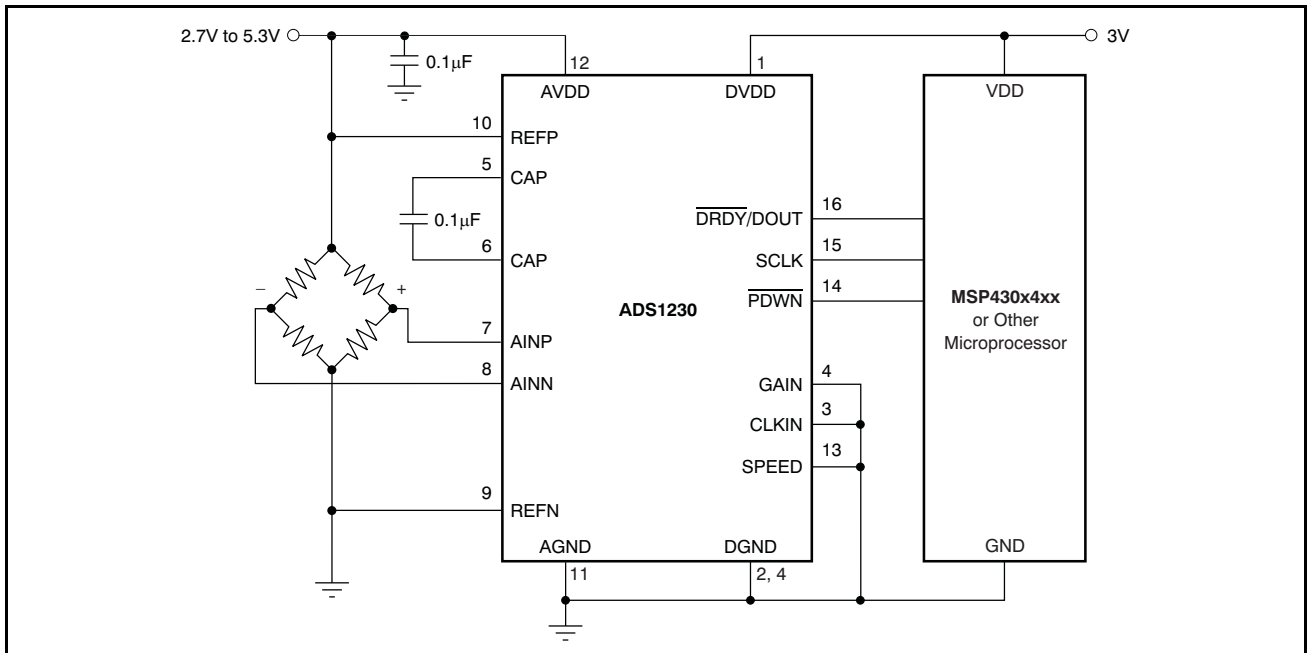 2.7V to 5.3V
0.1μF
12
1
3V
AVDD
DVDD
VDD
10
REFP
5
CAP
0.1μF
6
CAP
16
DRDY/DOUT
15
SCLK
14
PDWN
–
+
ADS1230
MSP430x4xx
or Other
Microprocessor
7
AINP
8
AINN
4
GAIN
3
CLKIN
13
SPEED
9
REFN
AGND
DGND
GND
11
2, 4